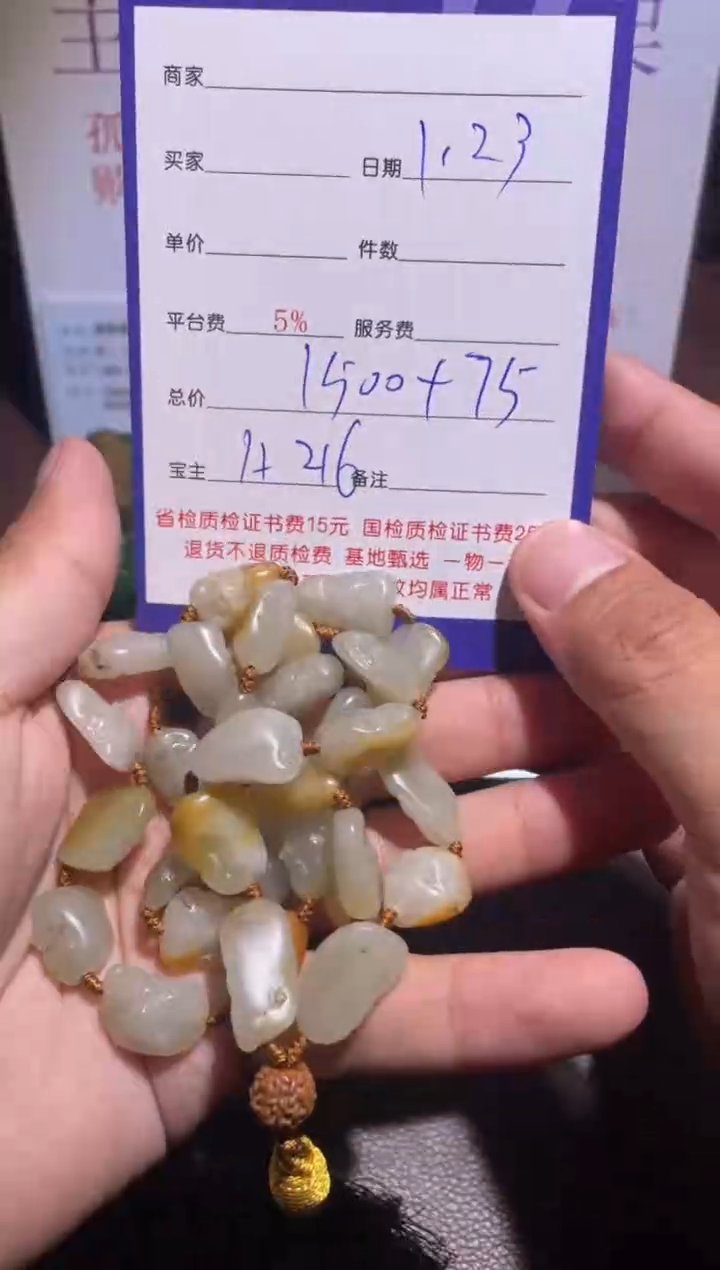 主
孤
商家
买家 日期 1.23
单价 件数
平台费 5% 服务费
总价 1500+75
宝主 备注
省检质检证书费15元 国检质检证书费2
退货不退质检费 基地甄选 一物一
均属正常